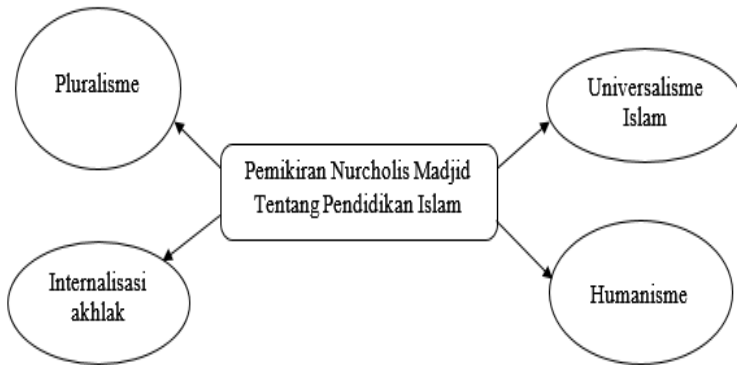 Pluralisme
Universalisme
Islam
Pemikiran Nurcholis Madjid
Tentang Pendidikan Islam
Internalisasi
akhlak
Humanisme